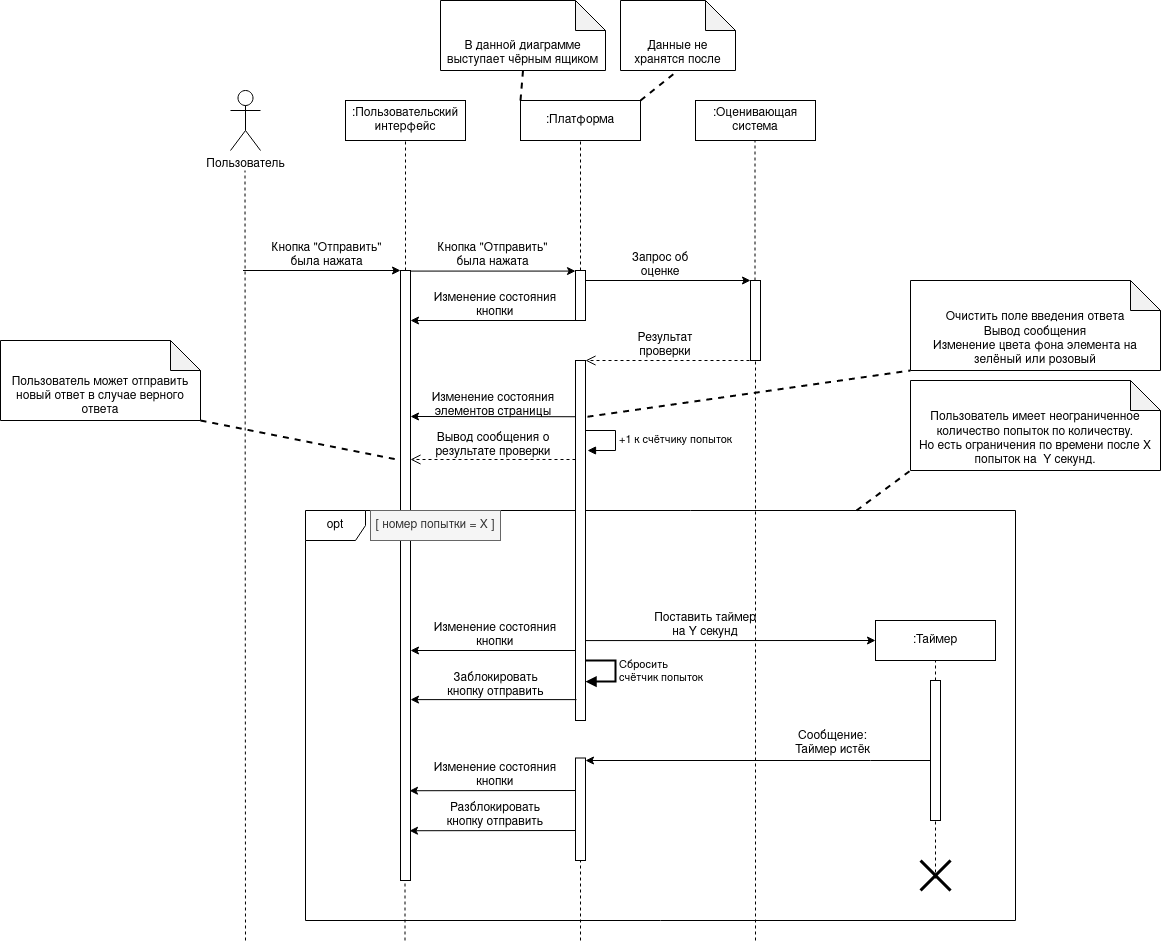 В данной диаграмме
выступает чёрным ящиком
Данные не
хранятся после
:Пользовательский
интерфейс
:Платформа
:Оценивающая
система
Пользователь
Кнопка "Отправить"
была нажата
Кнопка "Отправить"
была нажата
Запрос об
оценке
Изменение состояния
кнопки
Очистить поле введения ответа
Вывод сообщения
Изменение цвета фона элемента на
зелёный или розовый
Результат
проверки
Пользователь может отправить
новый ответ в случае верного
ответа
Изменение состояния
элементов страницы
Пользователь имеет неограниченное
количество попыток по количеству.
Но есть ограничения по времени после X
попыток на Y секунд.
+1 к счётчику попыток
Вывод сообщения о
результате проверки
opt
[ номер попытки = X ]
Изменение состояния
кнопки
Поставить таймер
на Y секунд
:Таймер
Сбросить
счётчик попыток
Заблокировать
кнопку отправить
Сообщение:
Таймер истёк
Изменение состояния
кнопки
Разблокировать
кнопку отправить